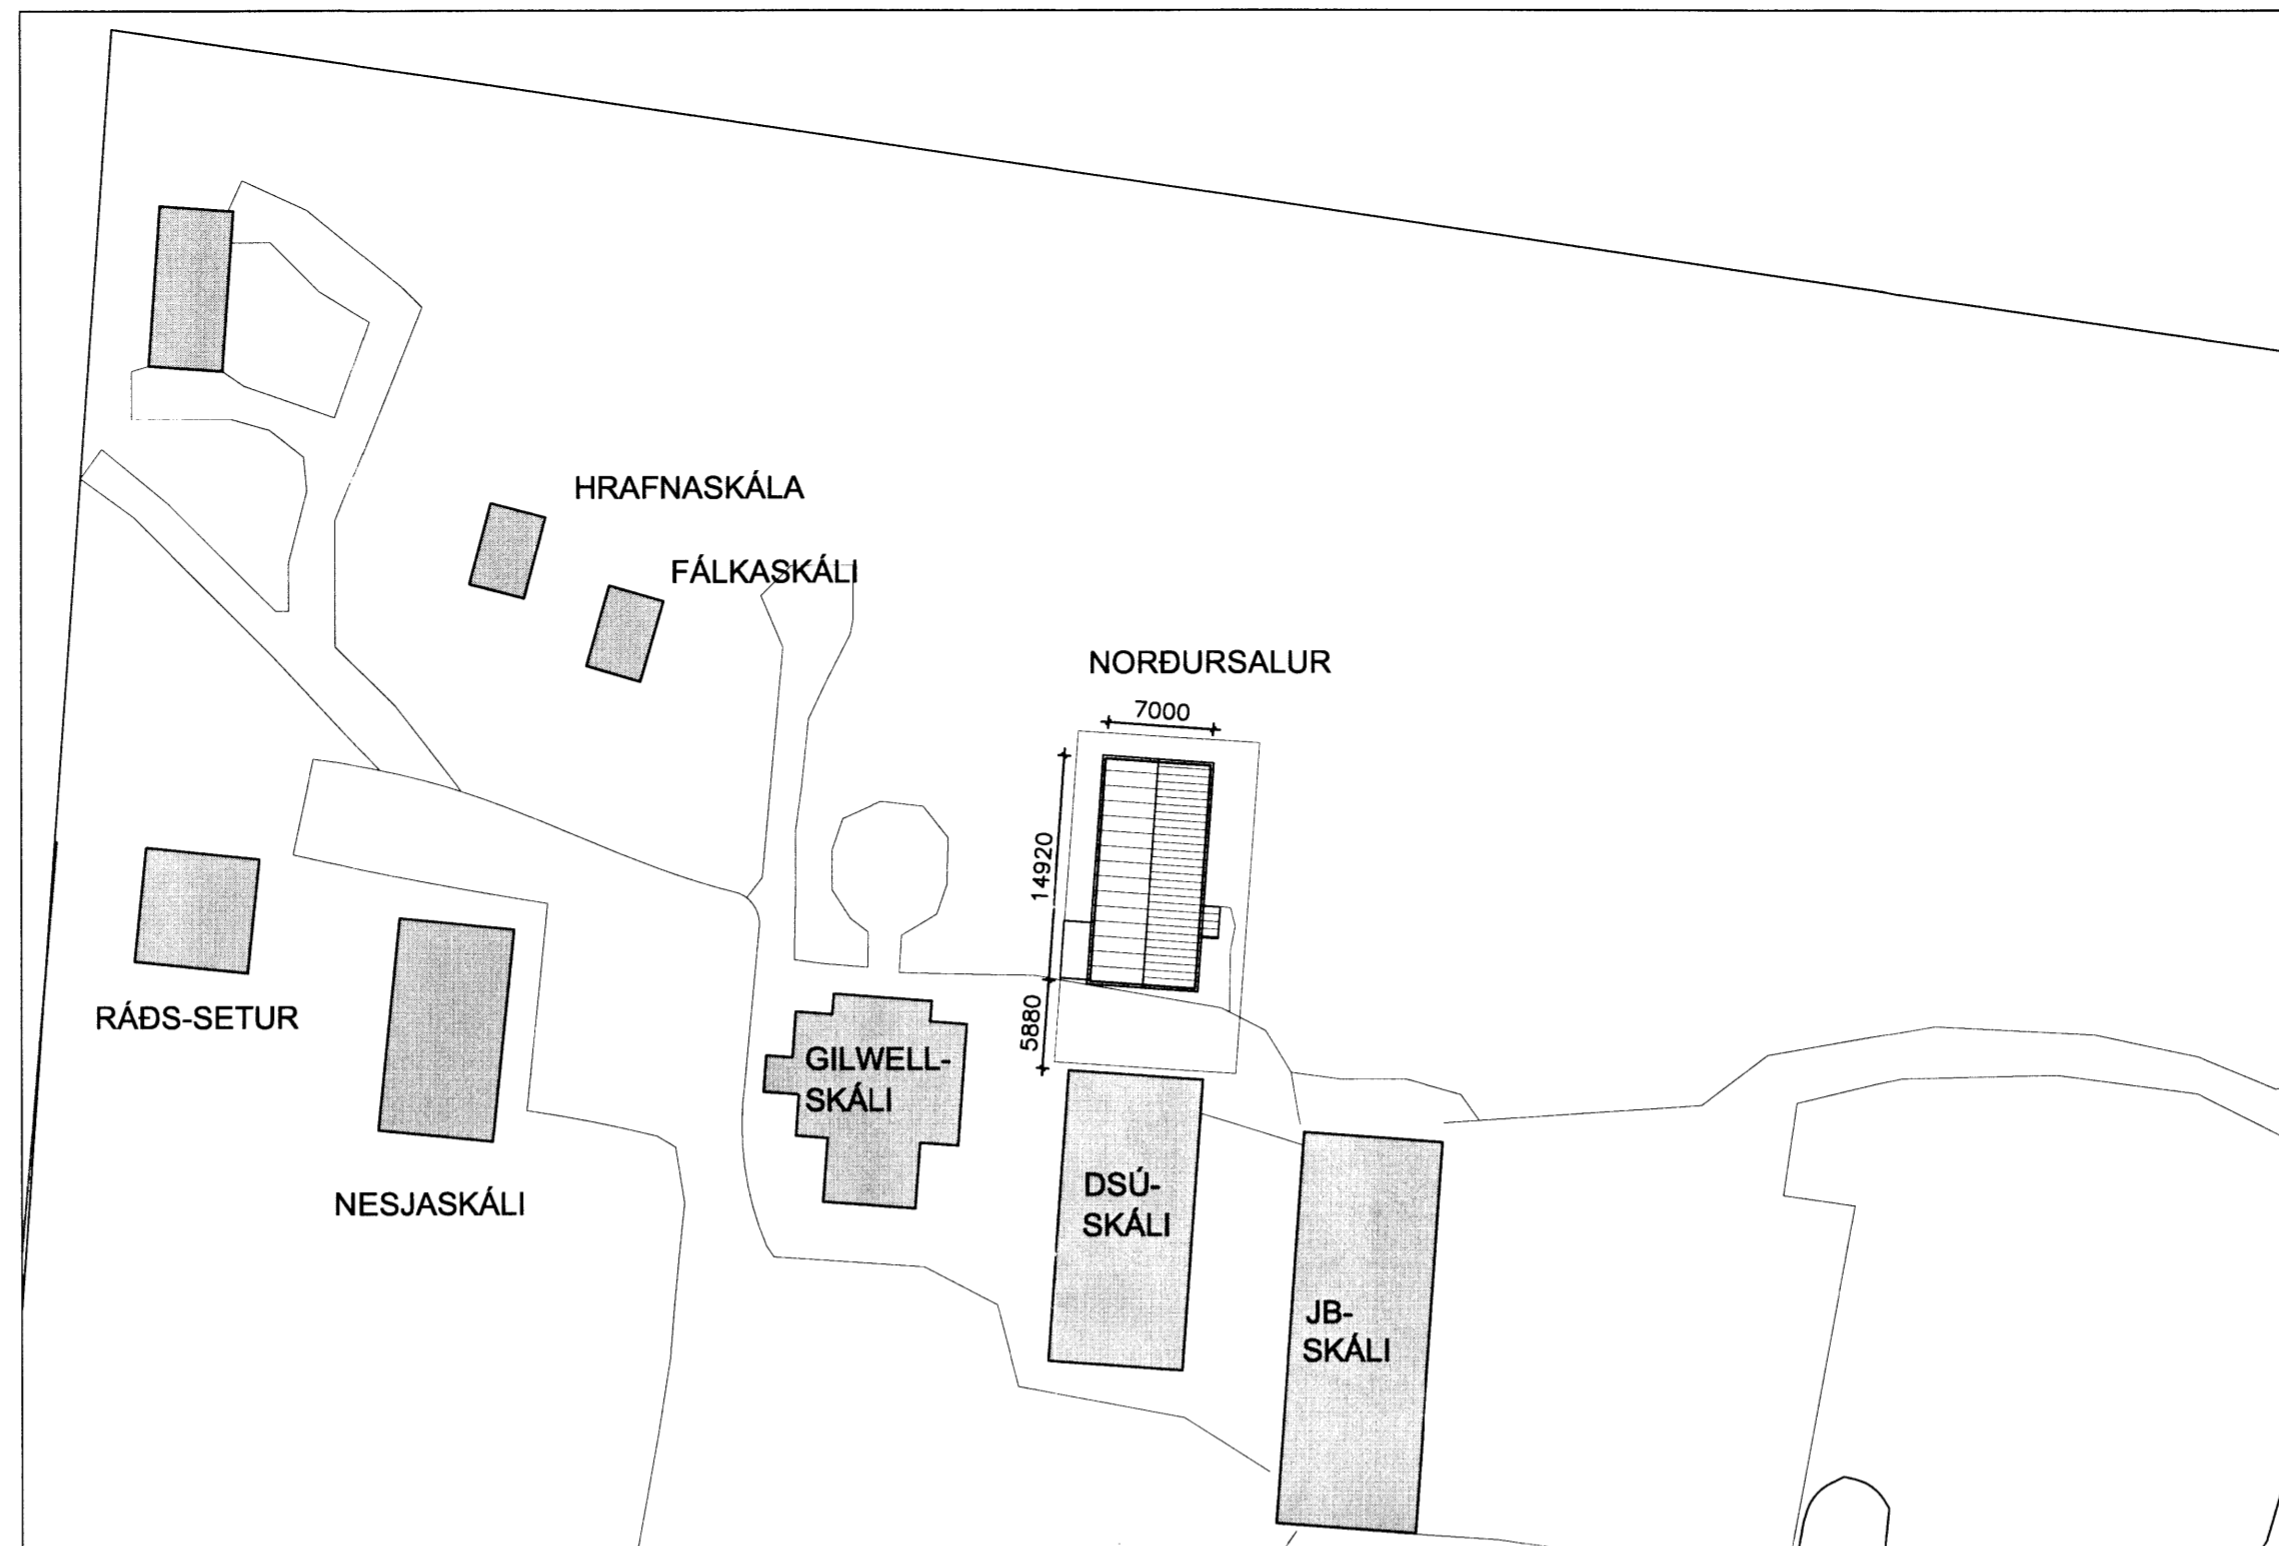 HRAFNASKÁLA
FÁLKASKÁLI
NORÐURSALUR
7000
14920
5880
RÁÐS-SETUR
NESJASKÁLI
GILWELL-
SKÁLI
DSÚ-
SKÁLI
JB-
SKÁLI